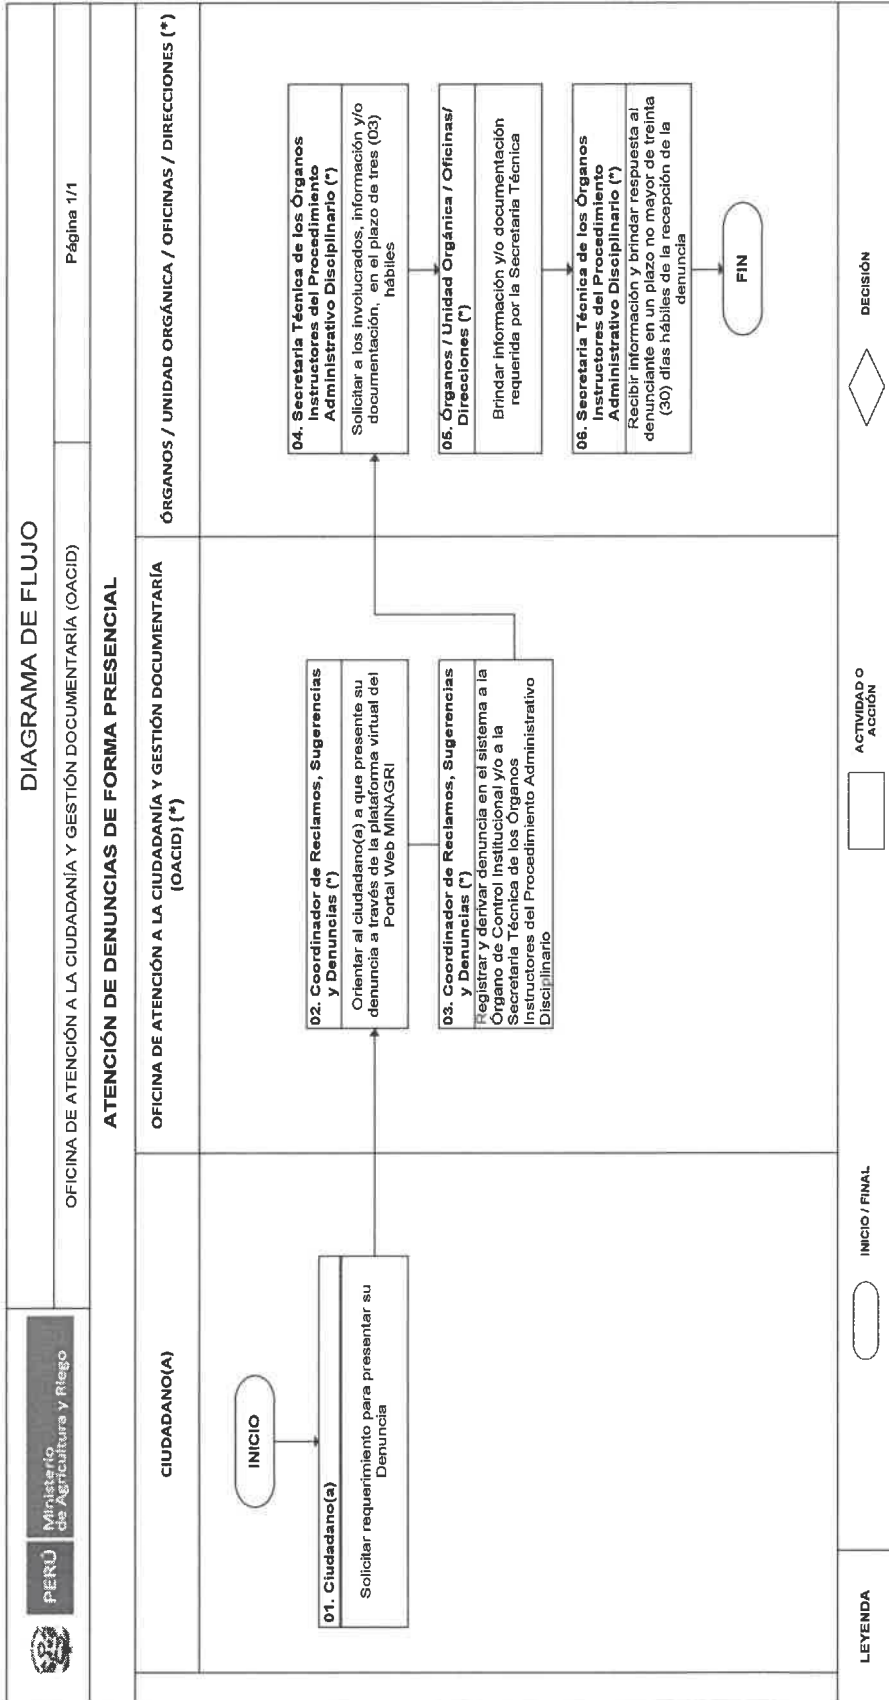 PERÚ
Ministerio
de Agricultura y Riego
DIAGRAMA DE FLUJO
OFICINA DE ATENCIÓN A LA CIUDADANÍA Y GESTIÓN DOCUMENTARÍA (OACID)
Página 1/1
ATENCIÓN DE DENUNCIAS DE FORMA PRESENCIAL
CIUDADANO(A)
OFICINA DE ATENCIÓN A LA CIUDADANÍA Y GESTIÓN DOCUMENTARÍA
(OACID) (*)
ÓRGANOS / UNIDAD ORGÁNICA / OFICINAS / DIRECCIONES (*)
INICIO
01. Ciudadano(a)
Solicitar requerimiento para presentar su
Denuncia
02. Coordinador de Reclamos, Sugerencias
y Denuncias (*)
Orientar al ciudadano(a) a que presente su
denuncia a través de la plataforma virtual del
Portal Web MINAGRI
03. Coordinador de Reclamos, Sugerencias
y Denuncias (*)
Registrar y derivar denuncia en el sistema a la
Órgano de Control Institucional y/o a la
Secretaria Técnica de los Órganos
Instructores del Procedimiento Administrativo
Disciplinario
04. Secretaria Técnica de los Órganos
Instructores del Procedimiento
Administrativo Disciplinario (*)
Solicitar a los involucrados, información y/o
documentación, en el plazo de tres (03)
hábiles
05. Órganos / Unidad Orgánica / Oficinas/
Direcciones (*)
Brindar información y/o documentación
requerida por la Secretaria Técnica
06. Secretaria Técnica de los Órganos
Instructores del Procedimiento
Administrativo Disciplinario (*)
Recibir información y brindar respuesta al
denunciante en un plazo no mayor de treinta
(30) días hábiles de la recepción de la
denuncia
FIN
LEYENDA
INICIO / FINAL
ACTIVIDAD O
ACCIÓN
DECISIÓN